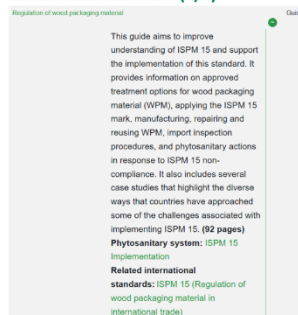 Regulation of wood packaging material
Guid
This guide aims to improve
understanding of ISPM 15 and support
the implementation of this standard. It
provides information on approved
treatment options for wood packaging
material (WPM), applying the ISPM 15
mark, manufacturing, repairing and
reusing WPM, import inspection
procedures, and phytosanitary actions
in response to ISPM 15 non-
compliance. It also includes several
case studies that highlight the diverse
ways that countries have approached
some of the challenges associated with
implementing ISPM 15. (92 pages)
Phytosanitary system: ISPM 15
Implementation
Related international
standards: ISPM 15 (Regulation of
wood packaging material in
international trade)